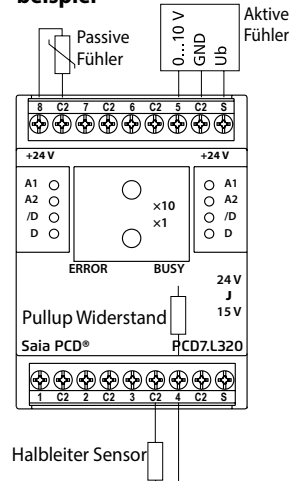 beispiel
Passive
Fühler
0...10 V
GND
Ub
Aktive
Fühler
8 C2 7 C2 6 C2 5 C2 S
+24 V +24 V
A1 A1
A2 ×10 A2
/D ×1 /D
D D
ERROR BUSY
24 V
J
15 V
Pullup Widerstand
Saia PCD® PCD7.L320
1 C2 2 C2 3 C2 4 C2 S
Halbleiter Sensor